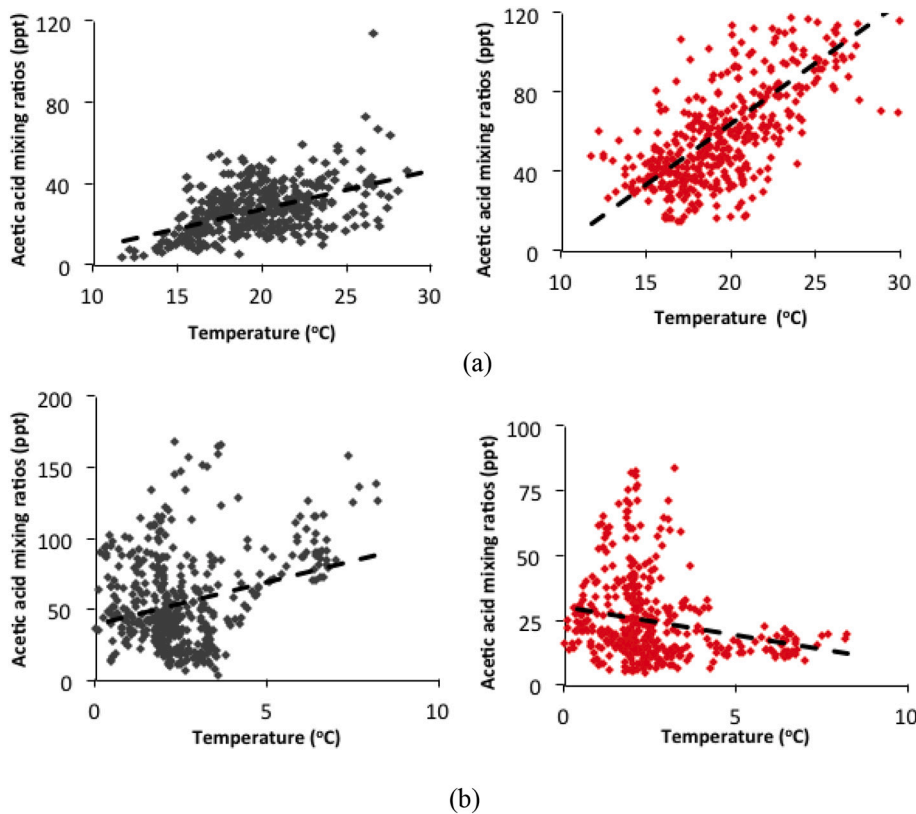 Acetic acid mixing ratios (ppt)
120
80
40
0
10 15 20 25 30
Temperature (°C)
Acetic acid mixing ratios (ppt)
120
80
40
0
10 15 20 25 30
Temperature (°C)
(a)
Acetic acid mixing ratios (ppt)
200
150
100
50
0
0 5 10
Temperature (°C)
Acetic acid mixing ratios (ppt)
100
75
50
25
0
0 5 10
Temperature (°C)
(b)